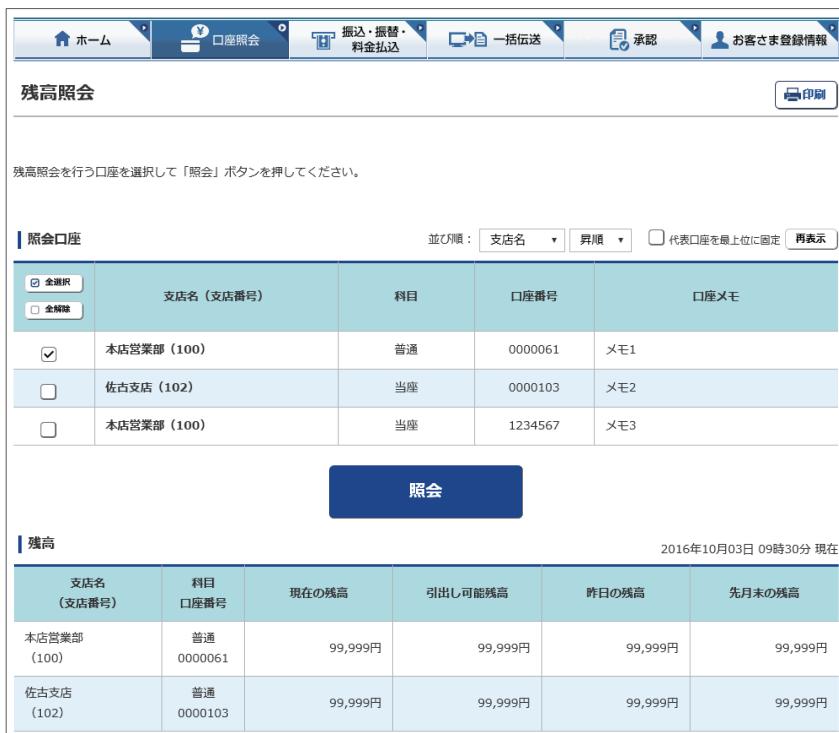 ホーム
口座照会
振込・振替・
料金払込
一括伝送
承認
お客さま登録情報
残高照会
印刷
残高照会を行う口座を選択して「照会」ボタンを押してください。
照会口座
並び順： 支店名 ▼ 昇順 ▼ 代表口座を最上位に固定 再表示
全選択
全解除
支店名（支店番号） 科目 口座番号 口座メモ
本店営業部（100） 普通 0000061 メモ1
佐古支店（102） 当座 0000103 メモ2
本店営業部（100） 当座 1234567 メモ3
照会
残高
2016年10月03日 09時30分 現在
支店名 科目
（支店番号） 口座番号
現在の残高 引出し可能残高 昨日の残高 先月末の残高
本店営業部 普通
（100） 0000061
99,999円 99,999円 99,999円 99,999円
佐古支店 普通
（102） 0000103
99,999円 99,999円 99,999円 99,999円